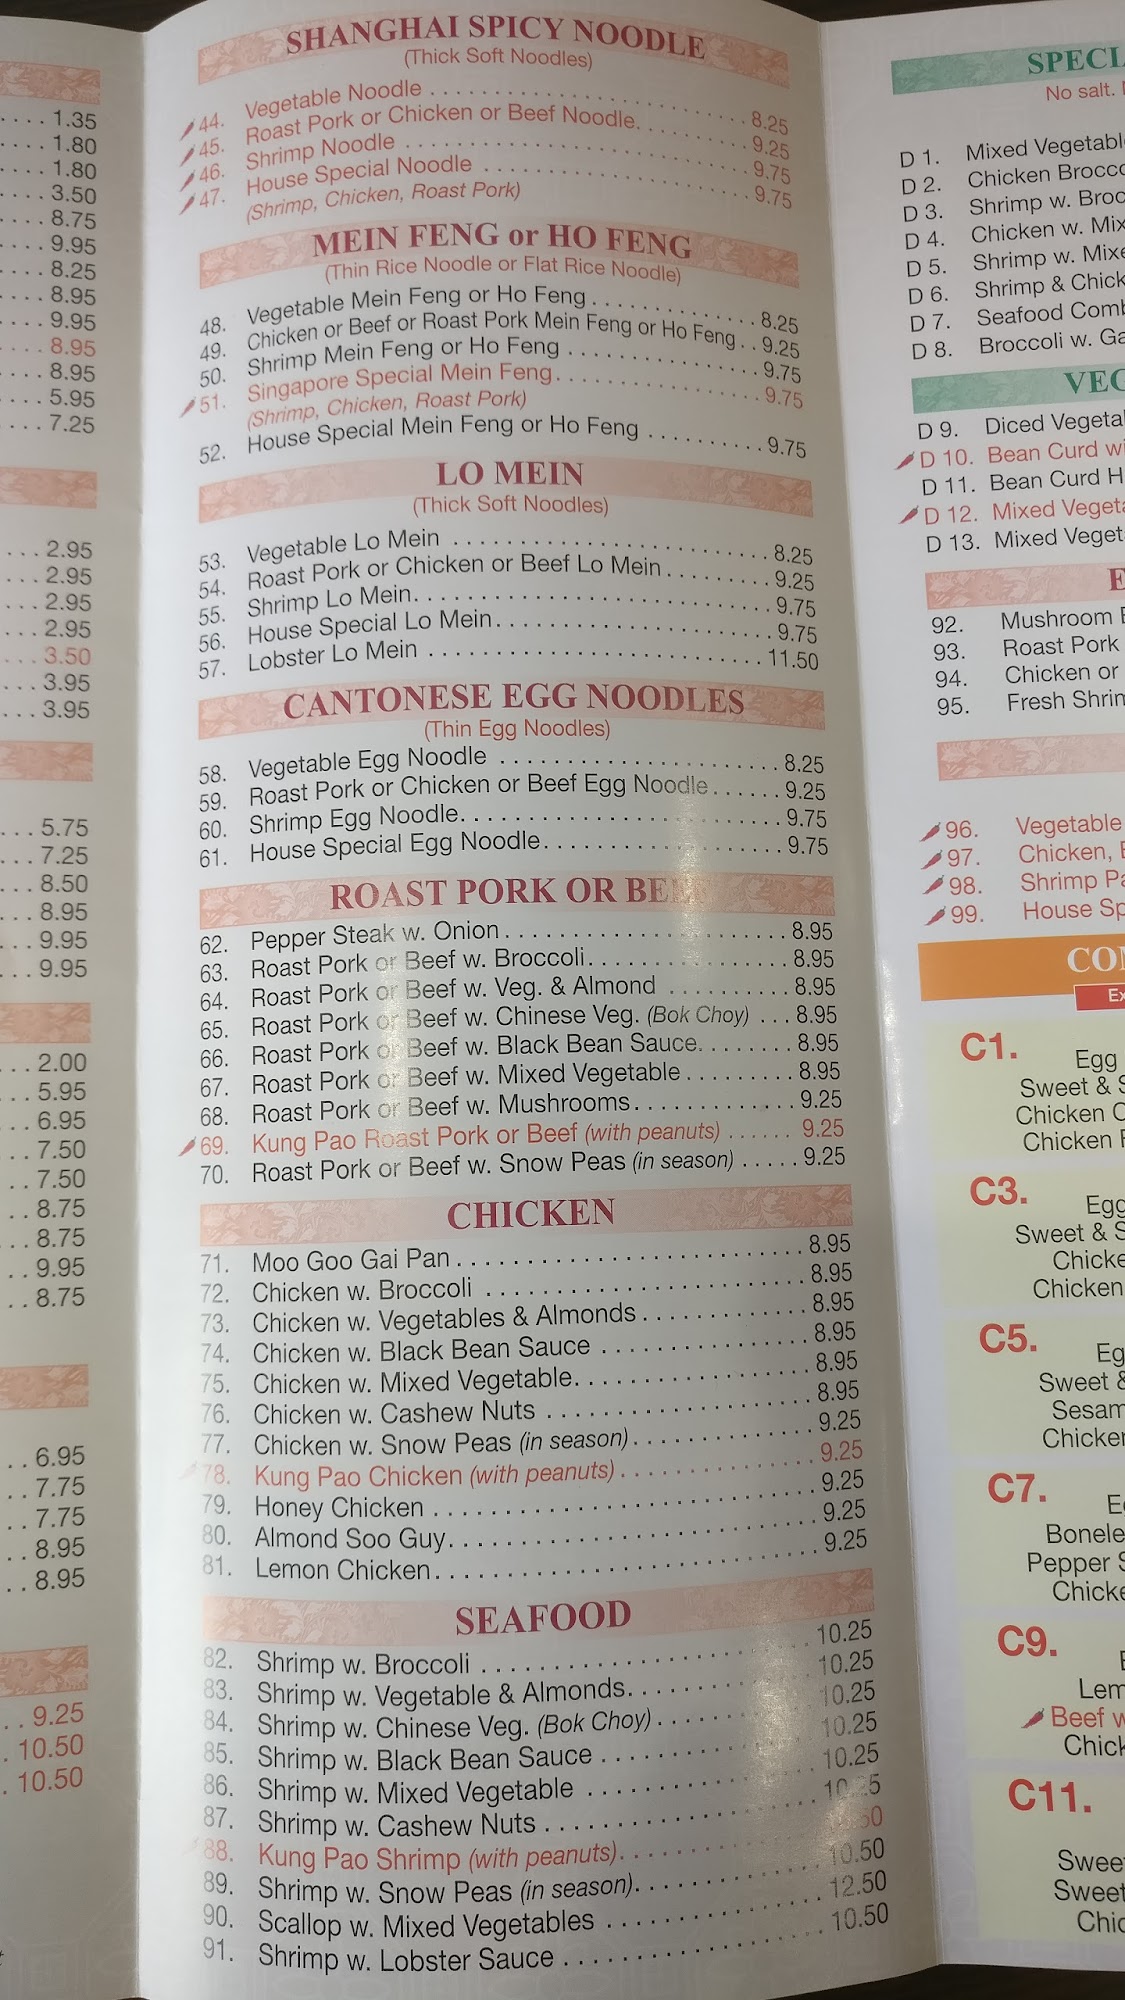 1.35
1.80
1.80
3.50
8.75
9.95
8.25
8.95
9.95
8.95
8.95
5.95
7.25
2.95
2.95
2.95
2.95
3.50
3.95
3.95
5.75
7.25
8.50
8.95
9.95
9.95
2.00
5.95
6.95
7.50
7.50
8.75
8.75
9.95
8.75
6.95
7.75
7.75
8.95
8.95
9.25
10.50
10.50
SHANGHAI SPICY NOODLE
(Thick Soft Noodles)
44. Vegetable Noodle 8.25
45. Roast Pork or Chicken or Beef Noodle 9.25
46. Shrimp Noodle 9.75
47. House Special Noodle 9.75
(Shrimp, Chicken, Roast Pork)
MEIN FENG or HO FENG
(Thin Rice Noodle or Flat Rice Noodle)
48. Vegetable Mein Feng or Ho Feng 8.25
49. Chicken or Beef or Roast Pork Mein Feng or Ho Feng 9.25
50. Shrimp Mein Feng or Ho Feng 9.75
51. Singapore Special Mein Feng 9.75
(Shrimp, Chicken, Roast Pork)
52. House Special Mein Feng or Ho Feng 9.75
LO MEIN
(Thick Soft Noodles)
53. Vegetable Lo Mein 8.25
54. Roast Pork or Chicken or Beef Lo Mein 9.25
55. Shrimp Lo Mein 9.75
56. House Special Lo Mein 9.75
57. Lobster Lo Mein 11.50
CANTONESE EGG NOODLES
(Thin Egg Noodles)
58. Vegetable Egg Noodle 8.25
59. Roast Pork or Chicken or Beef Egg Noodle 9.25
60. Shrimp Egg Noodle 9.75
61. House Special Egg Noodle 9.75
ROAST PORK OR BEEF
62. Pepper Steak w. Onion 8.95
63. Roast Pork or Beef w. Broccoli 8.95
64. Roast Pork or Beef w. Veg. & Almond 8.95
65. Roast Pork or Beef w. Chinese Veg. (Bok Choy) 8.95
66. Roast Pork or Beef w. Black Bean Sauce 8.95
67. Roast Pork or Beef w. Mixed Vegetable 8.95
68. Roast Pork or Beef w. Mushrooms 9.25
69. Kung Pao Roast Pork or Beef (with peanuts) 9.25
70. Roast Pork or Beef w. Snow Peas (in season) 9.25
CHICKEN
71. Moo Goo Gai Pan 8.95
72. Chicken w. Broccoli 8.95
73. Chicken w. Vegetables & Almonds 8.95
74. Chicken w. Black Bean Sauce 8.95
75. Chicken w. Mixed Vegetable 8.95
76. Chicken w. Cashew Nuts 8.95
77. Chicken w. Snow Peas (in season) 9.25
78. Kung Pao Chicken (with peanuts) 9.25
79. Honey Chicken 9.25
80. Almond Soo Guy 9.25
81. Lemon Chicken 9.25
SEAFOOD
82. Shrimp w. Broccoli 10.25
83. Shrimp w. Vegetable & Almonds 10.25
84. Shrimp w. Chinese Veg. (Bok Choy) 10.25
85. Shrimp w. Black Bean Sauce 10.25
86. Shrimp w. Mixed Vegetable 10.25
87. Shrimp w. Cashew Nuts 10.25
88. Kung Pao Shrimp (with peanuts)
89. Shrimp w. Snow Peas (in season) 10.50
90. Scallop w. Mixed Vegetables 12.50
91. Shrimp w. Lobster Sauce 10.50
No salt.
D 1. Mixed
D 2. Chicken
D 3. Shrimp w.
D 4. Chicken w.
D 5. Shrimp w.
D 6. Shrimp &
D 7. Seafood
D 8. Broccoli w.
D 9. Diced
D 10. Bean Curd
D 11. Bean Curd
D 12. Mixed
D 13. Mixed
92. Mushroom
93. Roast Pork
94. Chicken or
95. Fresh
96. Vegetable
97. Chicken,
98. Shrimp
99. House
C1.
Egg
Sweet &
Chicken
Chicken
C3.
Sweet &
Chicken
C5.
Sweet &
C7.
Pepper
C9.
Beef
C11.